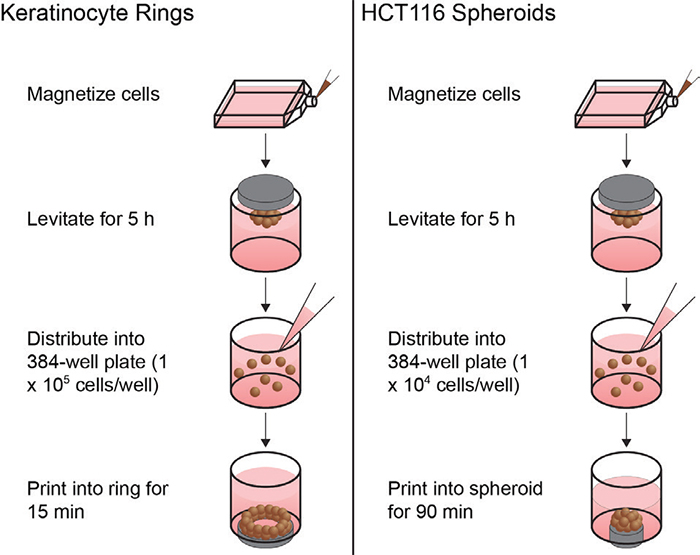 Keratinocyte Rings
Magnetize cells
Levitate for 5 h
Distribute into
384-well plate (1
x 10⁵ cells/well)
Print into ring for
15 min
HCT116 Spheroids
Magnetize cells
Levitate for 5 h
Distribute into
384-well plate (1
x 10⁴ cells/well)
Print into spheroid
for 90 min